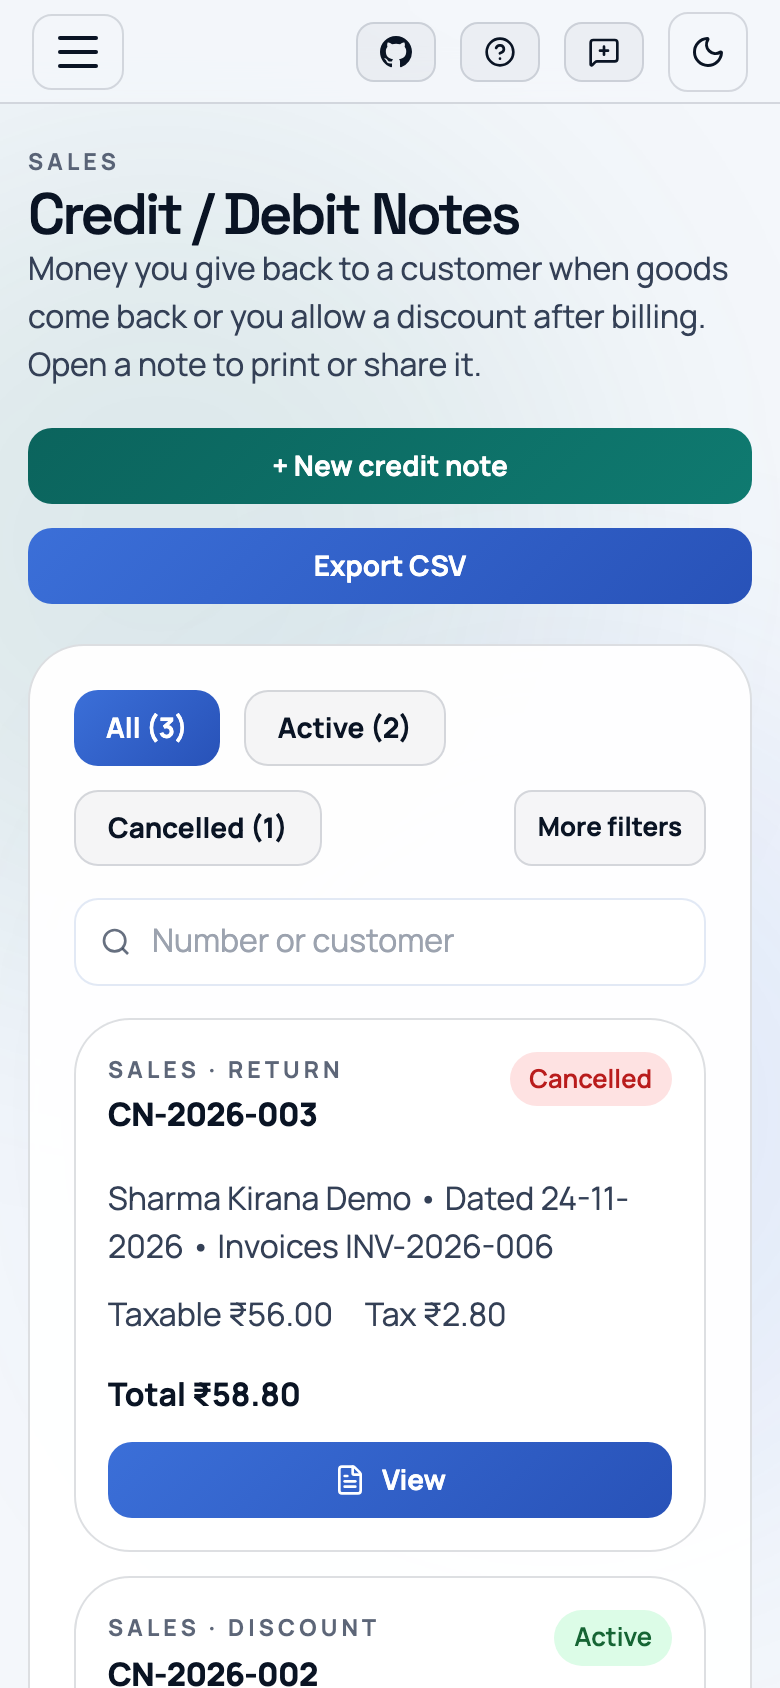 SALES
Credit / Debit Notes
Money you give back to a customer when goods
come back or you allow a discount after billing.
Open a note to print or share it.
+ New credit note
Export CSV
All (3)
Active (2)
Cancelled (1)
More filters
Number or customer
SALES · RETURN
Cancelled
CN-2026-003
Sharma Kirana Demo • Dated 24-11-
2026 • Invoices INV-2026-006
Taxable ₹56.00 Tax ₹2.80
Total ₹58.80
View
SALES · DISCOUNT
Active
CN-2026-002